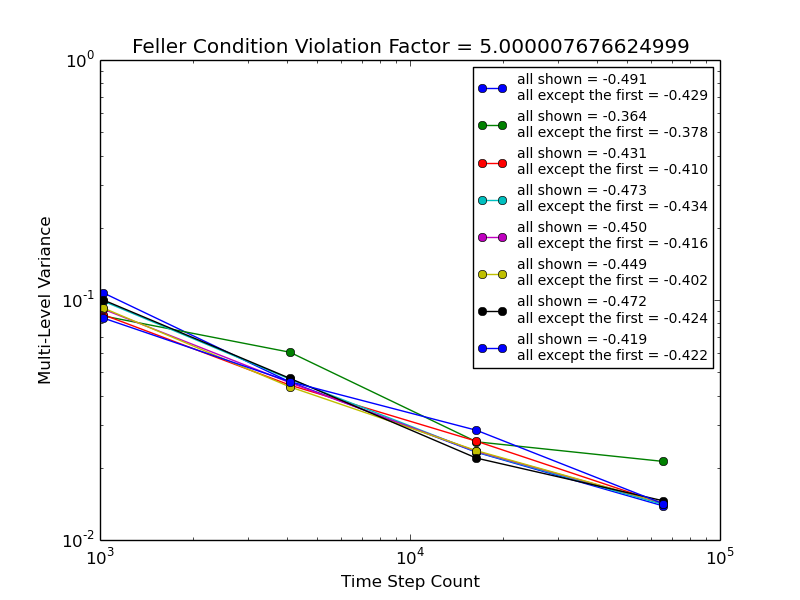 Feller Condition Violation Factor = 5.000007676624999
10^0
all shown = -0.491
all except the first = -0.429
all shown = -0.364
all except the first = -0.378
all shown = -0.431
all except the first = -0.410
all shown = -0.473
all except the first = -0.434
all shown = -0.450
all except the first = -0.416
all shown = -0.449
all except the first = -0.402
all shown = -0.472
all except the first = -0.424
all shown = -0.419
all except the first = -0.422
Multi-Level Variance
10^-1
10^-2
10^3
10^4
10^5
Time Step Count